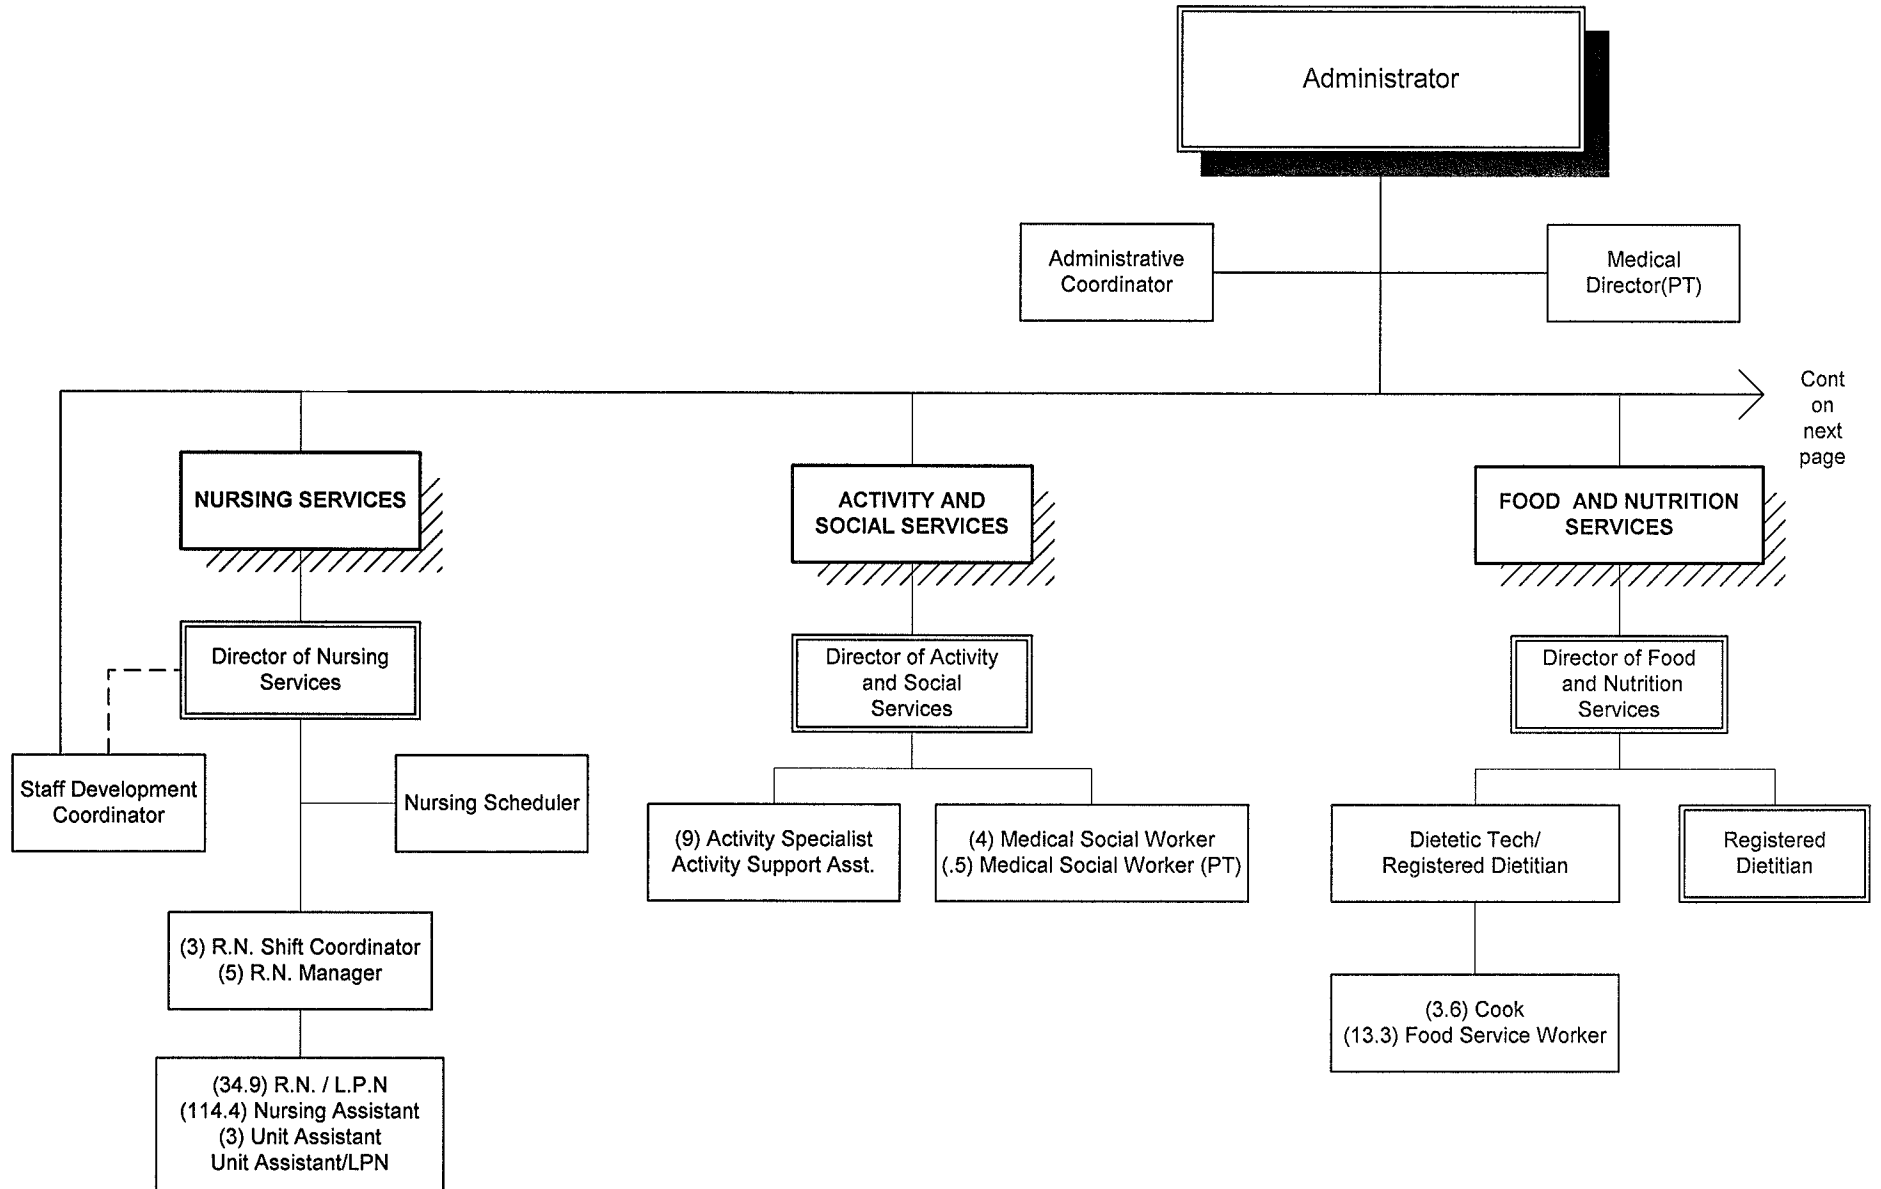 Administrator
Administrative
Coordinator
Medical
Director(PT)
Cont
on
next
page
NURSING SERVICES
ACTIVITY AND
SOCIAL SERVICES
FOOD AND NUTRITION
SERVICES
Director of Nursing
Services
Director of Activity
and Social
Services
Director of Food
and Nutrition
Services
Staff Development
Coordinator
Nursing Scheduler
(9) Activity Specialist
Activity Support Asst.
(4) Medical Social Worker
(.5) Medical Social Worker (PT)
Dietetic Tech/
Registered Dietitian
Registered
Dietitian
(3) R.N. Shift Coordinator
(5) R.N. Manager
(3.6) Cook
(13.3) Food Service Worker
(34.9) R.N. / L.P.N
(114.4) Nursing Assistant
(3) Unit Assistant
Unit Assistant/LPN